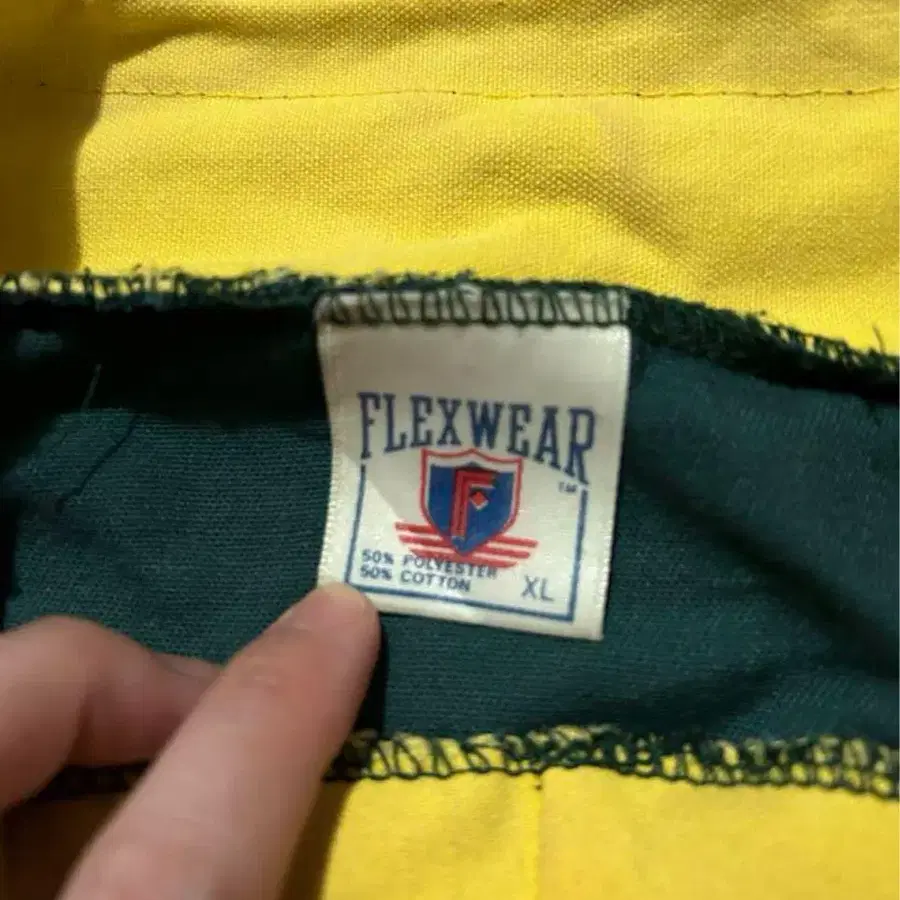 FLEXWEAR
TM
F
50% POLYESTER
50% COTTON
XL